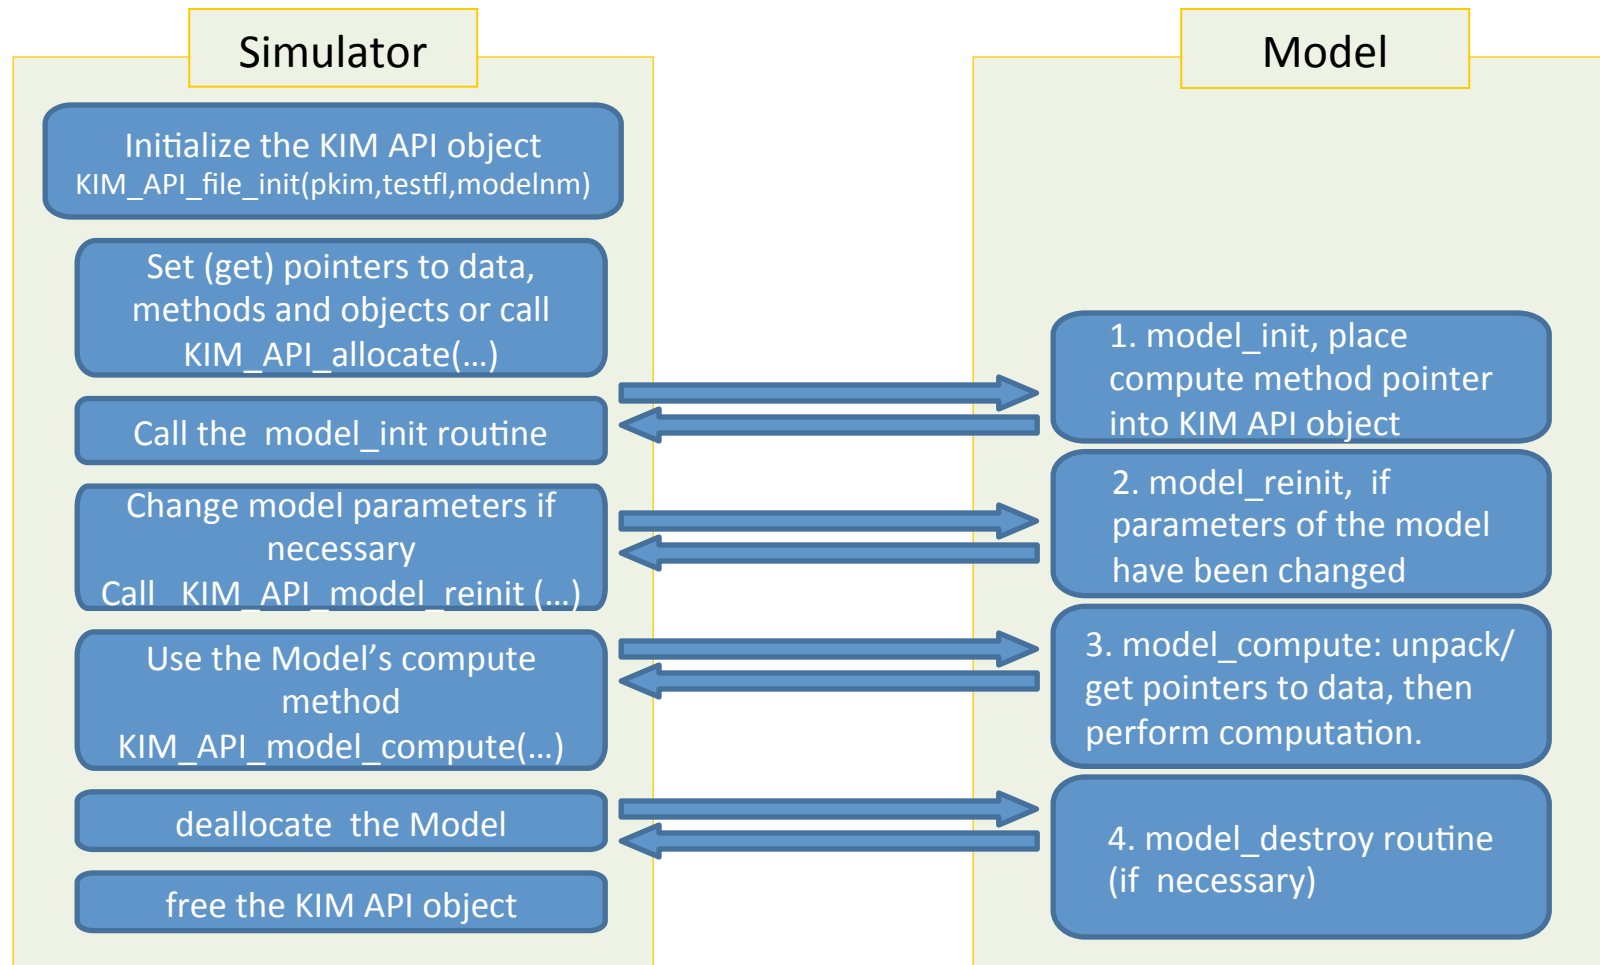 Simulator
Initialize the KIM API object
KIM_API_file_init(pkim,testfl,modelnm)
Set (get) pointers to data,
methods and objects or call
KIM_API_allocate(…)
Call the model_init routine
Change model parameters if
necessary
Call KIM_API_model_reinit (…)
Use the Model’s compute
method
KIM_API_model_compute(…)
deallocate the Model
free the KIM API object
Model
1. model_init, place
compute method pointer
into KIM API object
2. model_reinit, if
parameters of the model
have been changed
3. model_compute: unpack/
get pointers to data, then
perform computation.
4. model_destroy routine
(if necessary)